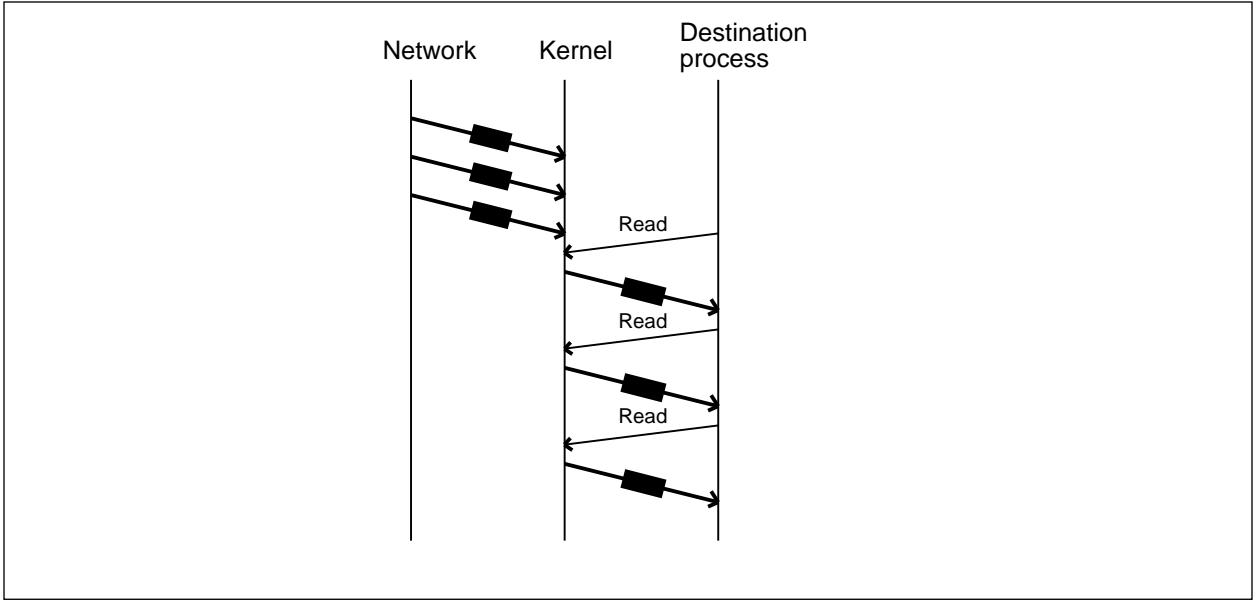 Network
Kernel
Destination
process
Read
Read
Read